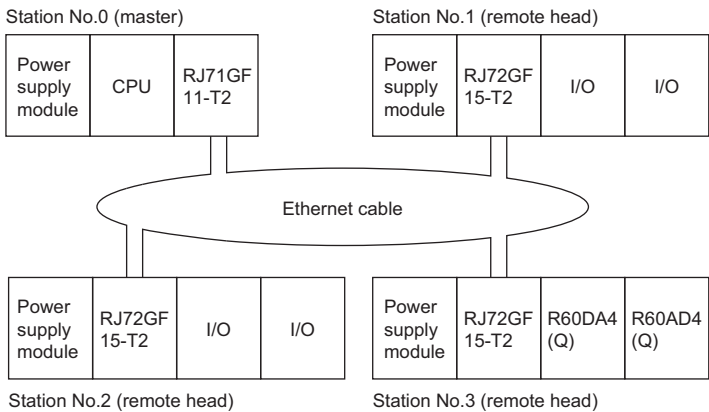 Station No.0 (master)
Power
supply
module
CPU
RJ71GF
11-T2
Station No.1 (remote head)
Power
supply
module
RJ72GF
15-T2
I/O
I/O
Ethernet cable
Power
supply
module
RJ72GF
15-T2
I/O
I/O
Station No.2 (remote head)
Power
supply
module
RJ72GF
15-T2
R60DA4
(Q)
R60AD4
(Q)
Station No.3 (remote head)